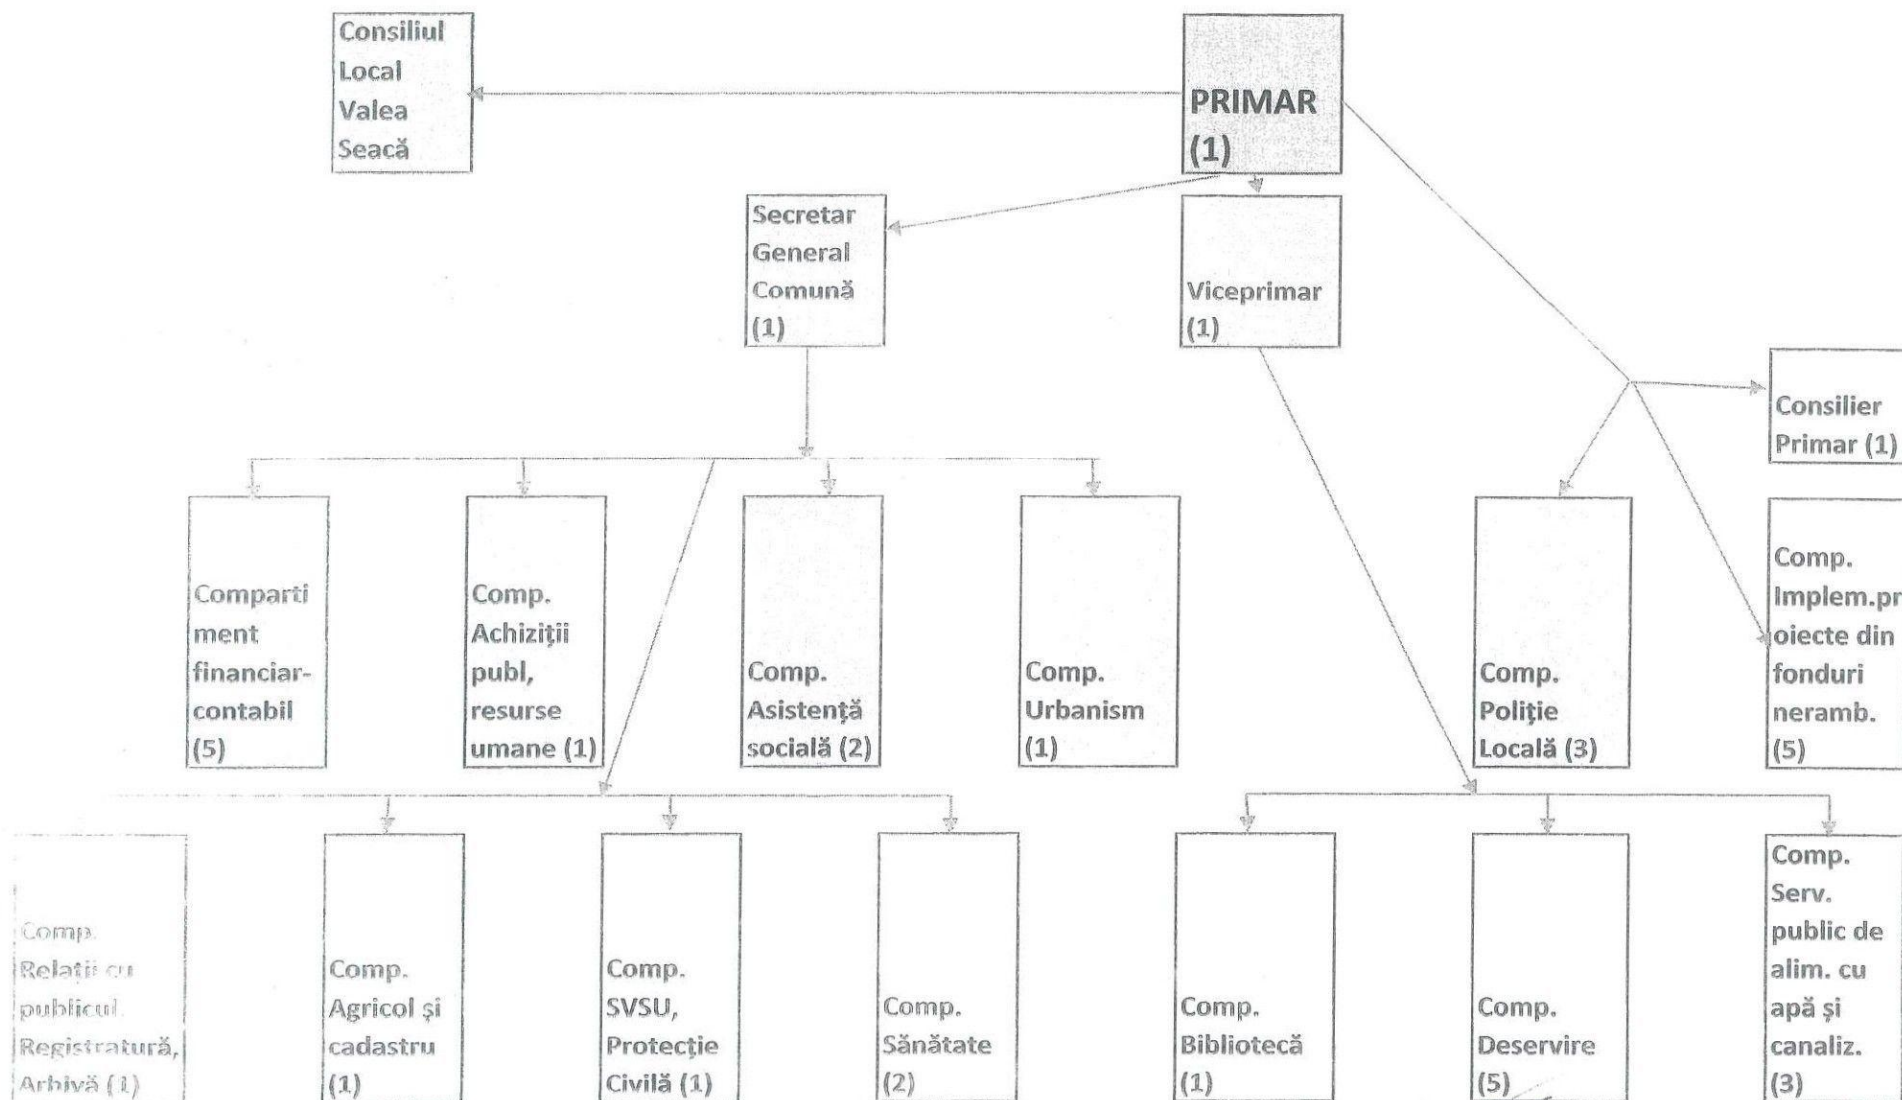 Consiliul
Local
Valea
Seacă
PRIMAR
(1)
Secretar
General
Comună
(1)
Viceprimar
(1)
Consilier
Primar (1)
Comparti
ment
financiar-
contabil
(5)
Comp.
Achiziții
publ,
resurse
umane (1)
Comp.
Asistență
socială (2)
Comp.
Urbanism
(1)
Comp.
Poliție
Locală (3)
Comp.
Implem.pr
oiecte din
fonduri
neramb.
(5)
Comp.
Relații cu
publicul.
Registratură,
Arhivă (1)
Comp.
Agricol și
cadastru
(1)
Comp.
SVSU,
Protecție
Civilă (1)
Comp.
Sănătate
(2)
Comp.
Bibliotecă
(1)
Comp.
Deservire
(5)
Comp.
Serv.
public de
alim. cu
apă și
canaliz.
(3)